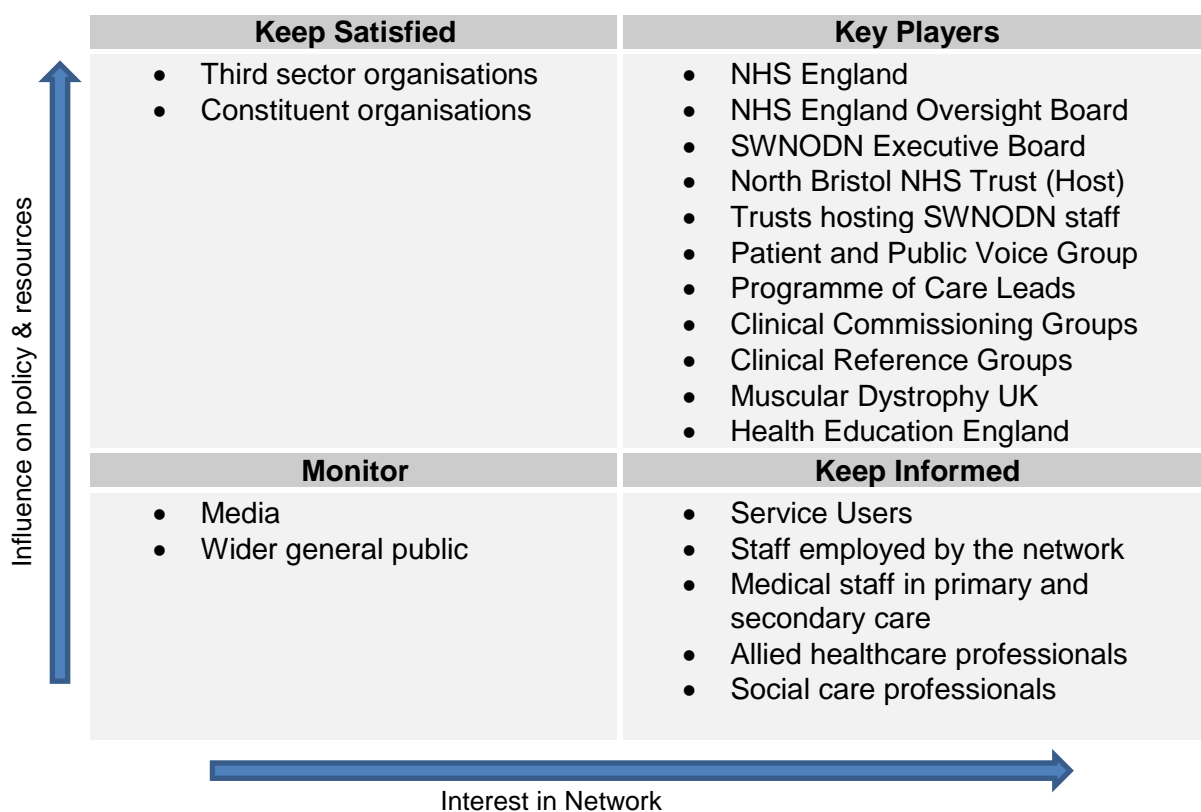 Keep Satisfied
• Third sector organisations
• Constituent organisations
Key Players
• NHS England
• NHS England Oversight Board
• SWNODN Executive Board
• North Bristol NHS Trust (Host)
• Trusts hosting SWNODN staff
• Patient and Public Voice Group
• Programme of Care Leads
• Clinical Commissioning Groups
• Clinical Reference Groups
• Muscular Dystrophy UK
• Health Education England
Monitor
• Media
• Wider general public
Keep Informed
• Service Users
• Staff employed by the network
• Medical staff in primary and
secondary care
• Allied healthcare professionals
• Social care professionals
Influence on policy & resources
Interest in Network